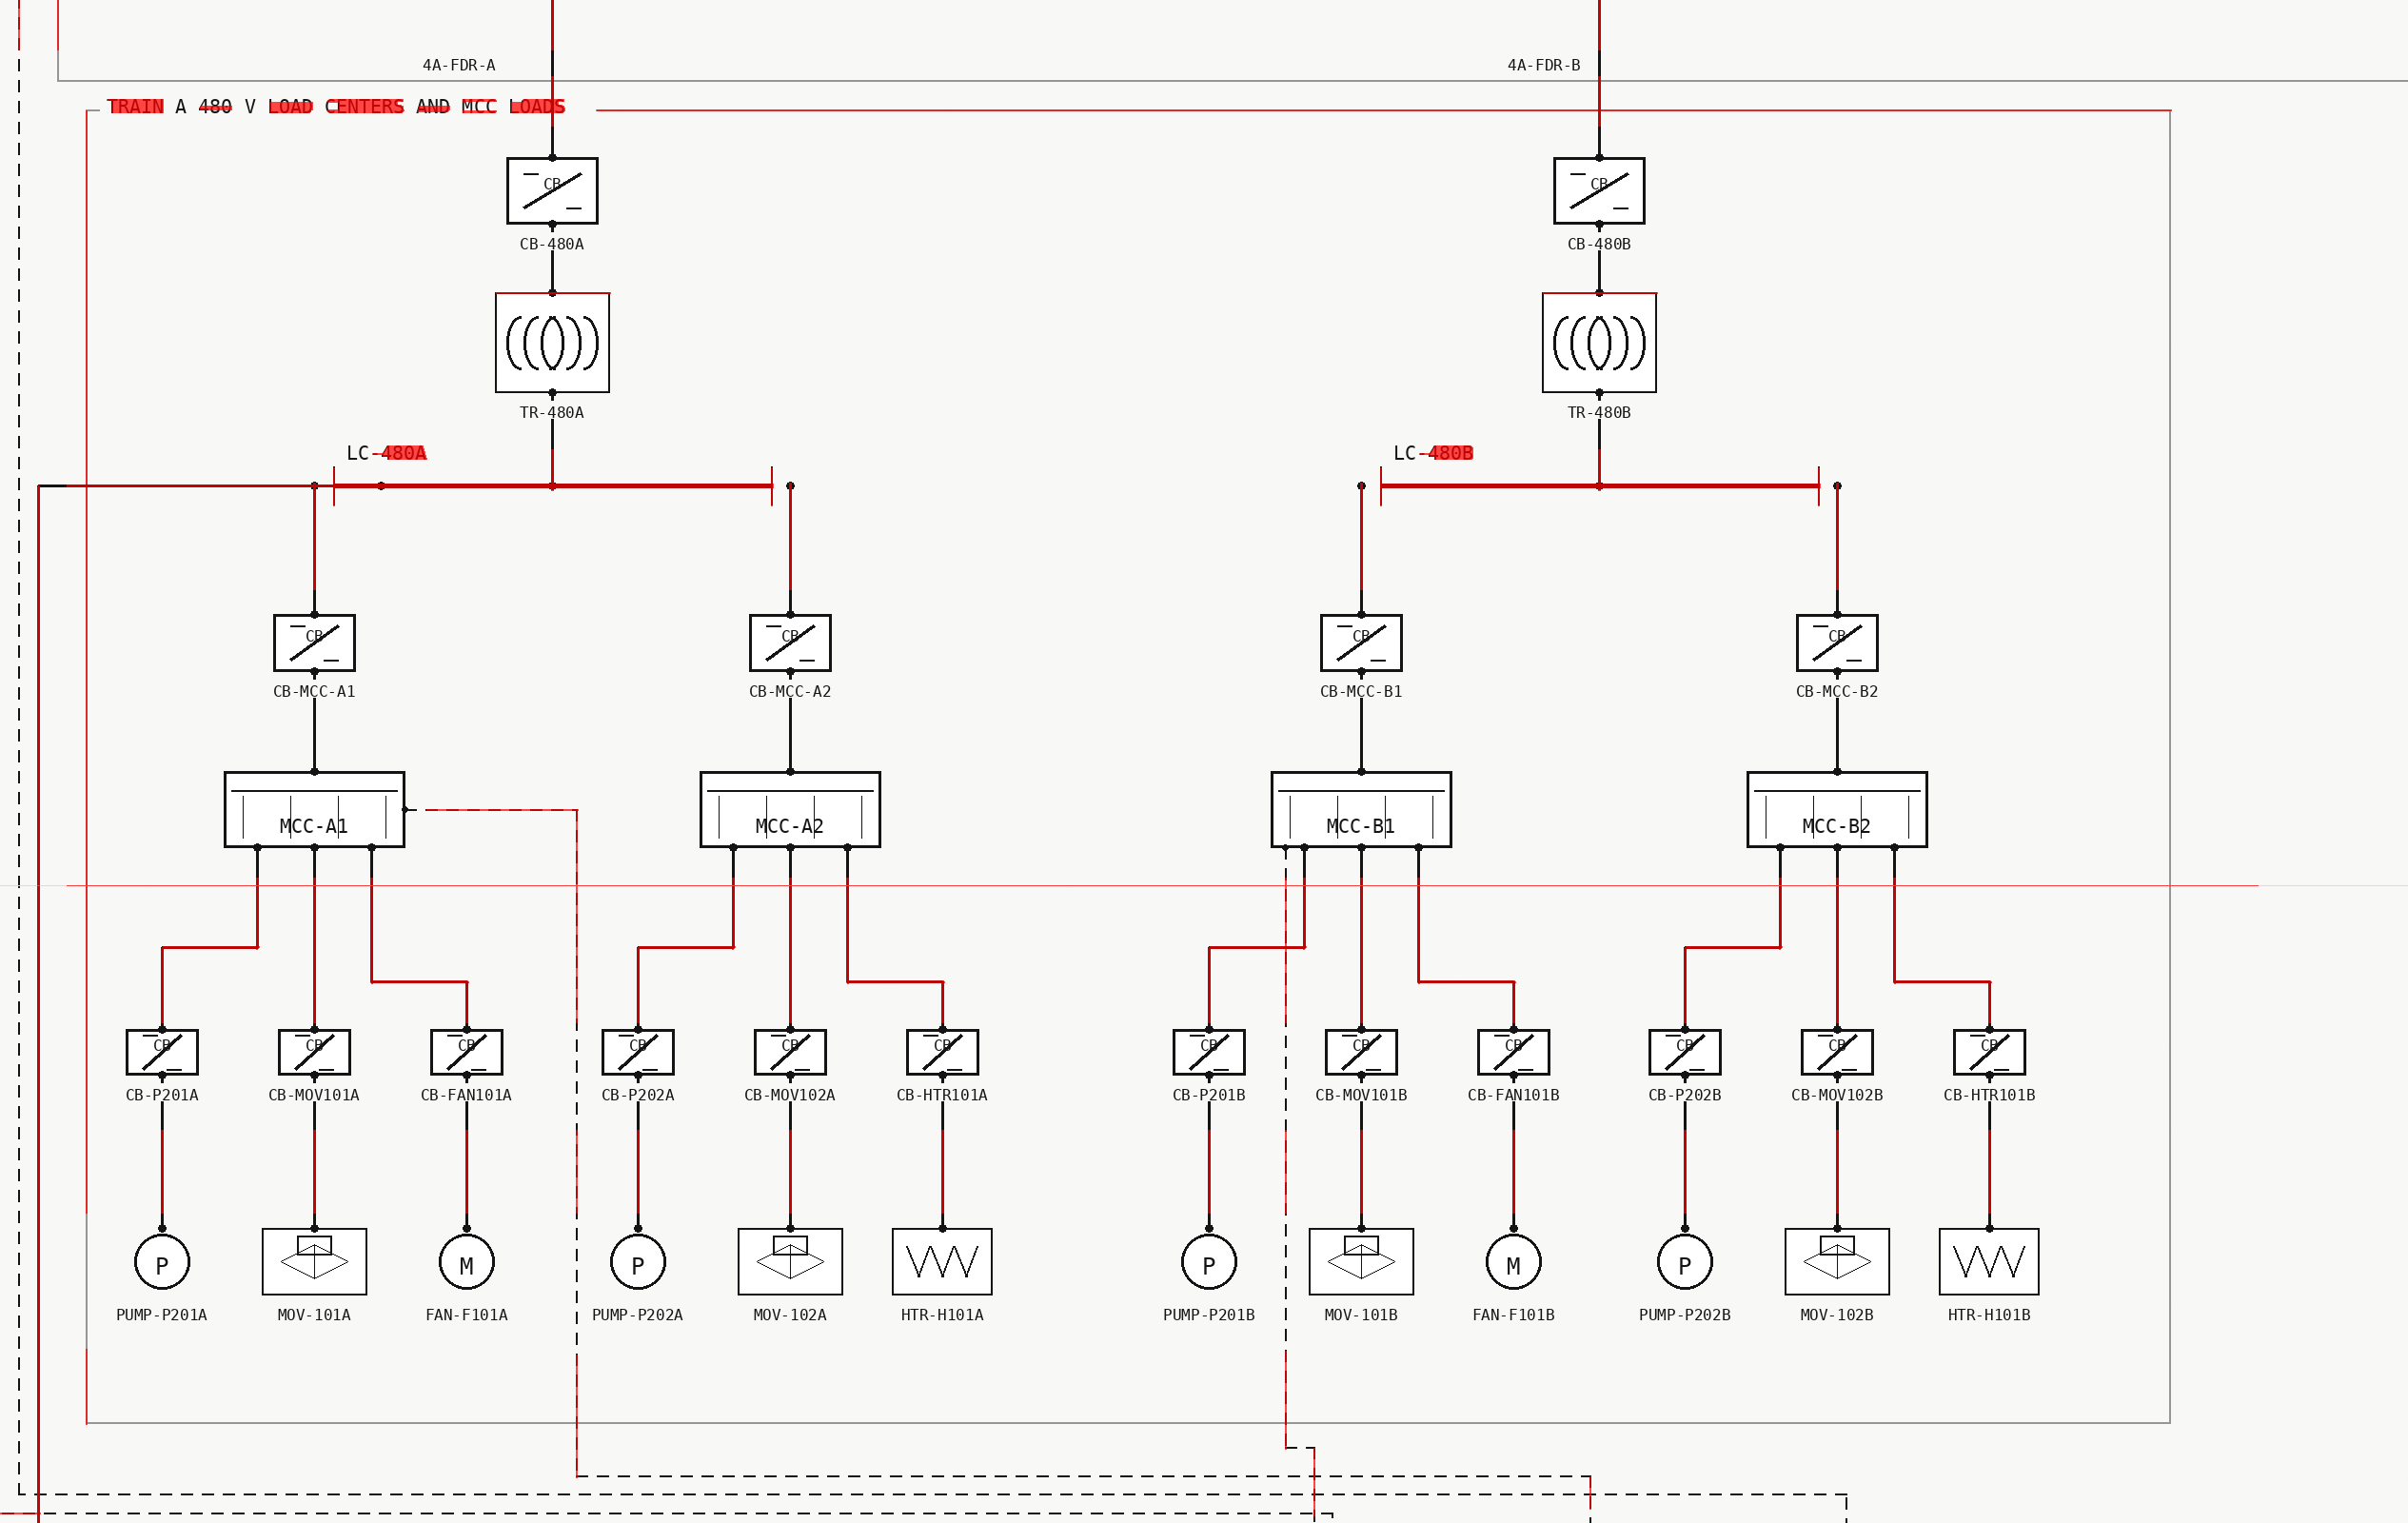 4A-FDR-A 4A-FDR-B
TRAIN A 480 V LOAD CENTERS AND MCC LOADS
CB CB
CB-480A CB-480B
TR-480A TR-480B
LC-480A LC-480B
CB CB CB CB
CB-MCC-A1 CB-MCC-A2 CB-MCC-B1 CB-MCC-B2
MCC-A1 MCC-A2 MCC-B1 MCC-B2
CB CB CB CB CB CB CB CB CB CB CB CB
CB-P201A CB-MOV101A CB-FAN101A CB-P202A CB-MOV102A CB-HTR101A CB-P201B CB-MOV101B CB-FAN101B CB-P202B CB-MOV102B CB-HTR101B
P M P P M P
PUMP-P201A MOV-101A FAN-F101A PUMP-P202A MOV-102A HTR-H101A PUMP-P201B MOV-101B FAN-F101B PUMP-P202B MOV-102B HTR-H101B